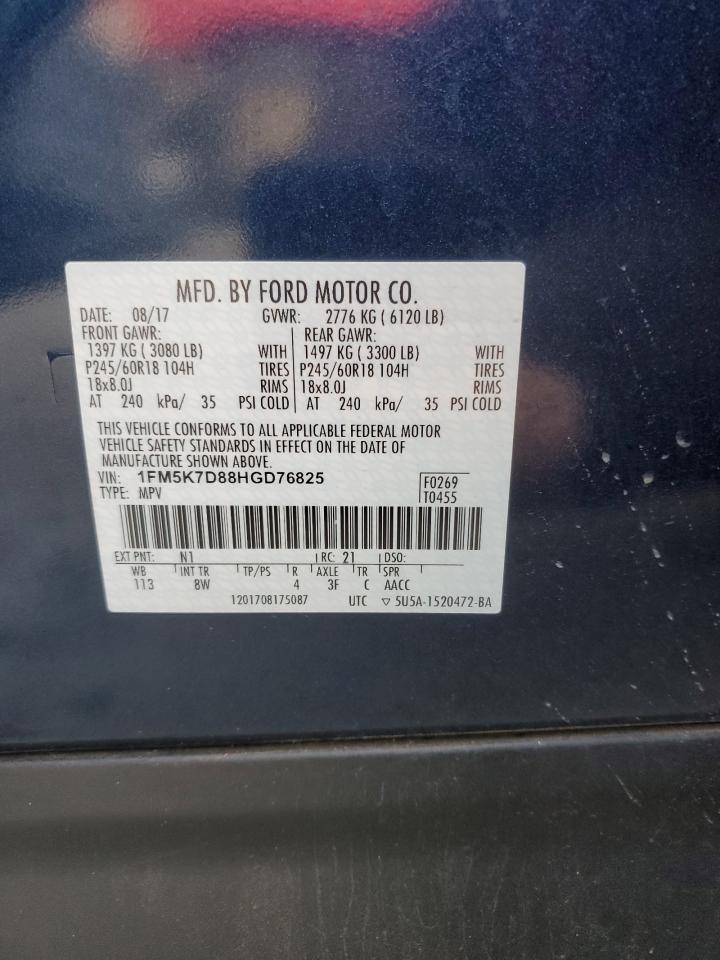 MFD. BY FORD MOTOR CO.
DATE: 08/17 GVWR: 2776 KG ( 6120 LB)
FRONT GAWR: REAR GAWR:
1397 KG ( 3080 LB) WITH 1497 KG ( 3300 LB) WITH
P245/60R18 104H TIRES P245/60R18 104H TIRES
18x8.0J RIMS 18x8.0J RIMS
AT 240 kPa/ 35 PSI COLD AT 240 kPa/ 35 PSI COLD
THIS VEHICLE CONFORMS TO ALL APPLICABLE FEDERAL MOTOR
VEHICLE SAFETY STANDARDS IN EFFECT ON THE DATE OF
MANUFACTURE SHOWN ABOVE.
VIN: 1FM5K7D88HGD76825 F0269
TYPE: MPV T0455
EXT PNT: N1 RC: 21 DSO:
WB INT TR TP/PS R AXLE TR SPR
113 8W 4 3F C AACC
1201708175087 UTC ▽ 5U5A-1520472-BA